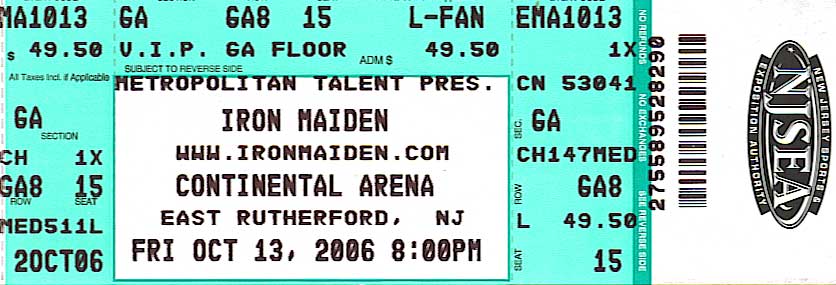 MA1013 GA GA8 15 L-FAN EMA1013
$ 49.50 V.I.P. GA FLOOR ADM $ 49.50 1X
All Taxes Incl. if Applicable SUBJECT TO REVERSE SIDE
METROPOLITAN TALENT PRES. CN 53041
GA IRON MAIDEN SEC. GA
SECTION
CH 1X WWW.IRONMAIDEN.COM CH147MED
GA8 15 CONTINENTAL ARENA ROW GA8
ROW SEAT
MED511L EAST RUTHERFORD, NJ L 49.50
2OCT06 FRI OCT 13, 2006 8:00PM SEAT 15
NO REFUNDS NO EXCHANGES SEE REVERSE SIDE
275589528290
NEW JERSEY SPORTS &
NJSEA
EXPOSITION AUTHORITY